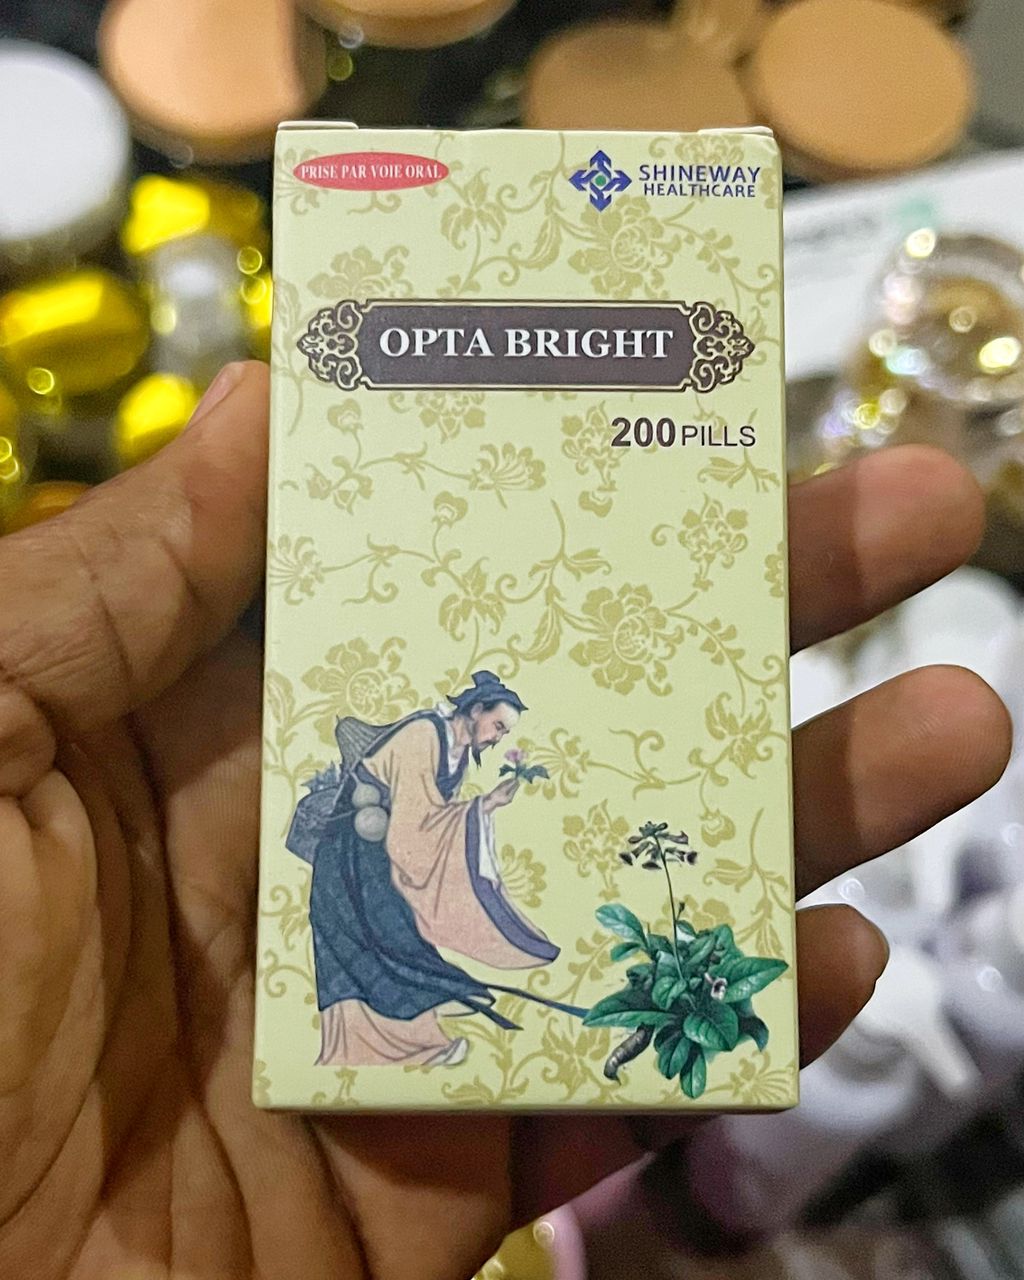 PRISE PAR VOIE ORAL
SHINEWAY
HEALTHCARE
OPTA BRIGHT
200 PILLS